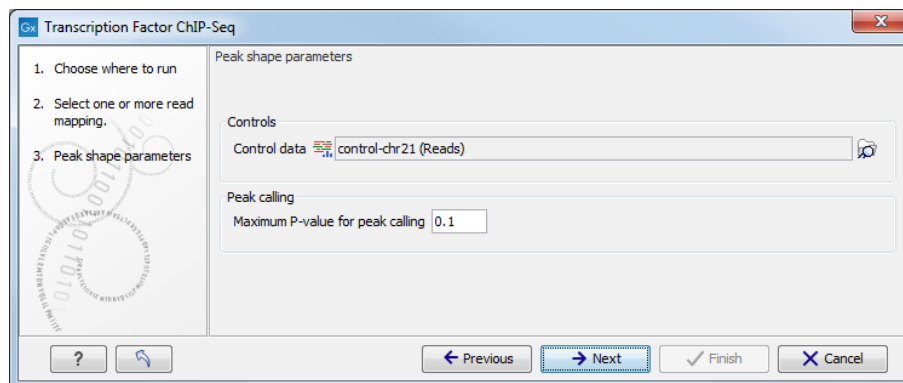 Gx Transcription Factor ChIP-Seq
X
1. Choose where to run
2. Select one or more read
mapping.
3. Peak shape parameters
Peak shape parameters
Controls
Control data control-chr21 (Reads)
Peak calling
Maximum P-value for peak calling 0.1
? Previous Next Finish Cancel